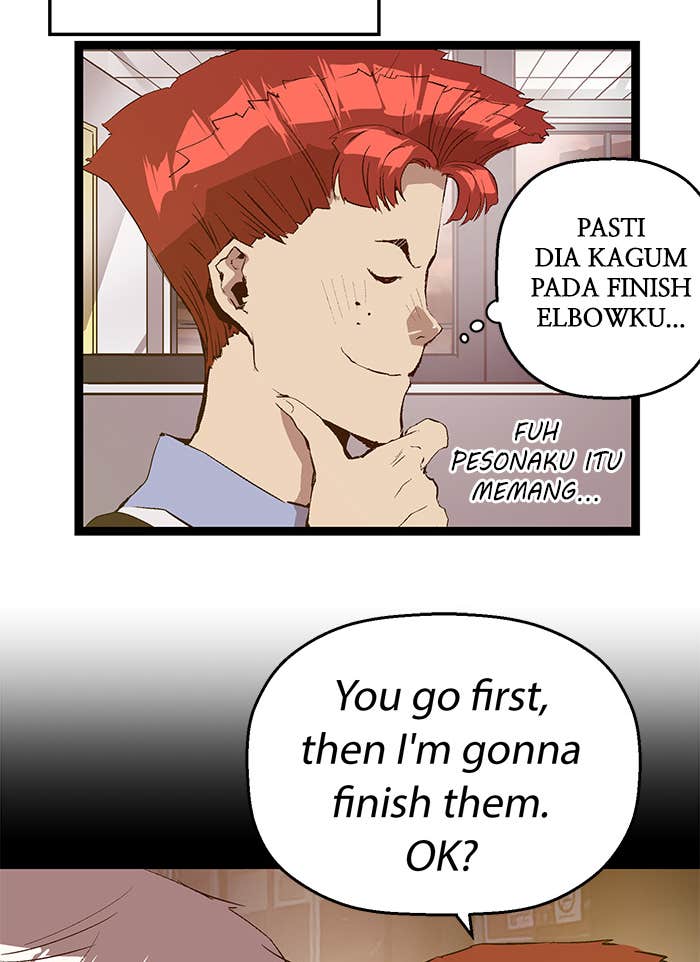 PASTI
DIA KAGUM
PADA FINISH
ELBOWKU...
FUH
PESONAKU ITU
MEMANG...
You go first,
then I'm gonna
finish them.
OK?